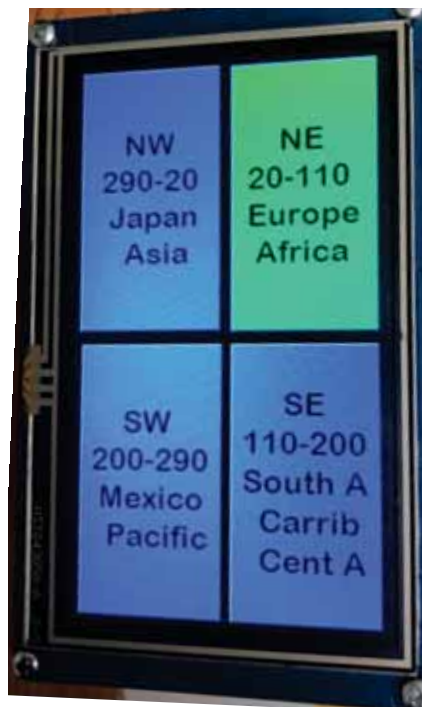 NW
290-20
Japan
Asia
NE
20-110
Europe
Africa
SW
200-290
Mexico
Pacific
SE
110-200
South A
Carrib
Cent A